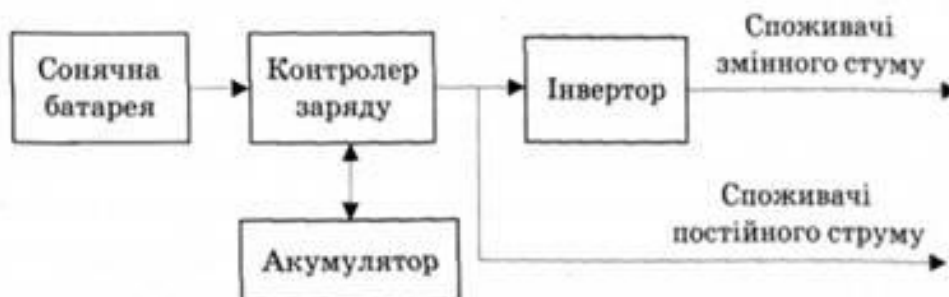 Сонячна
батарея
Контролер
заряду
Інвертор
Споживачі
змінного стуму
Акумулятор
Споживачі
постійного струму